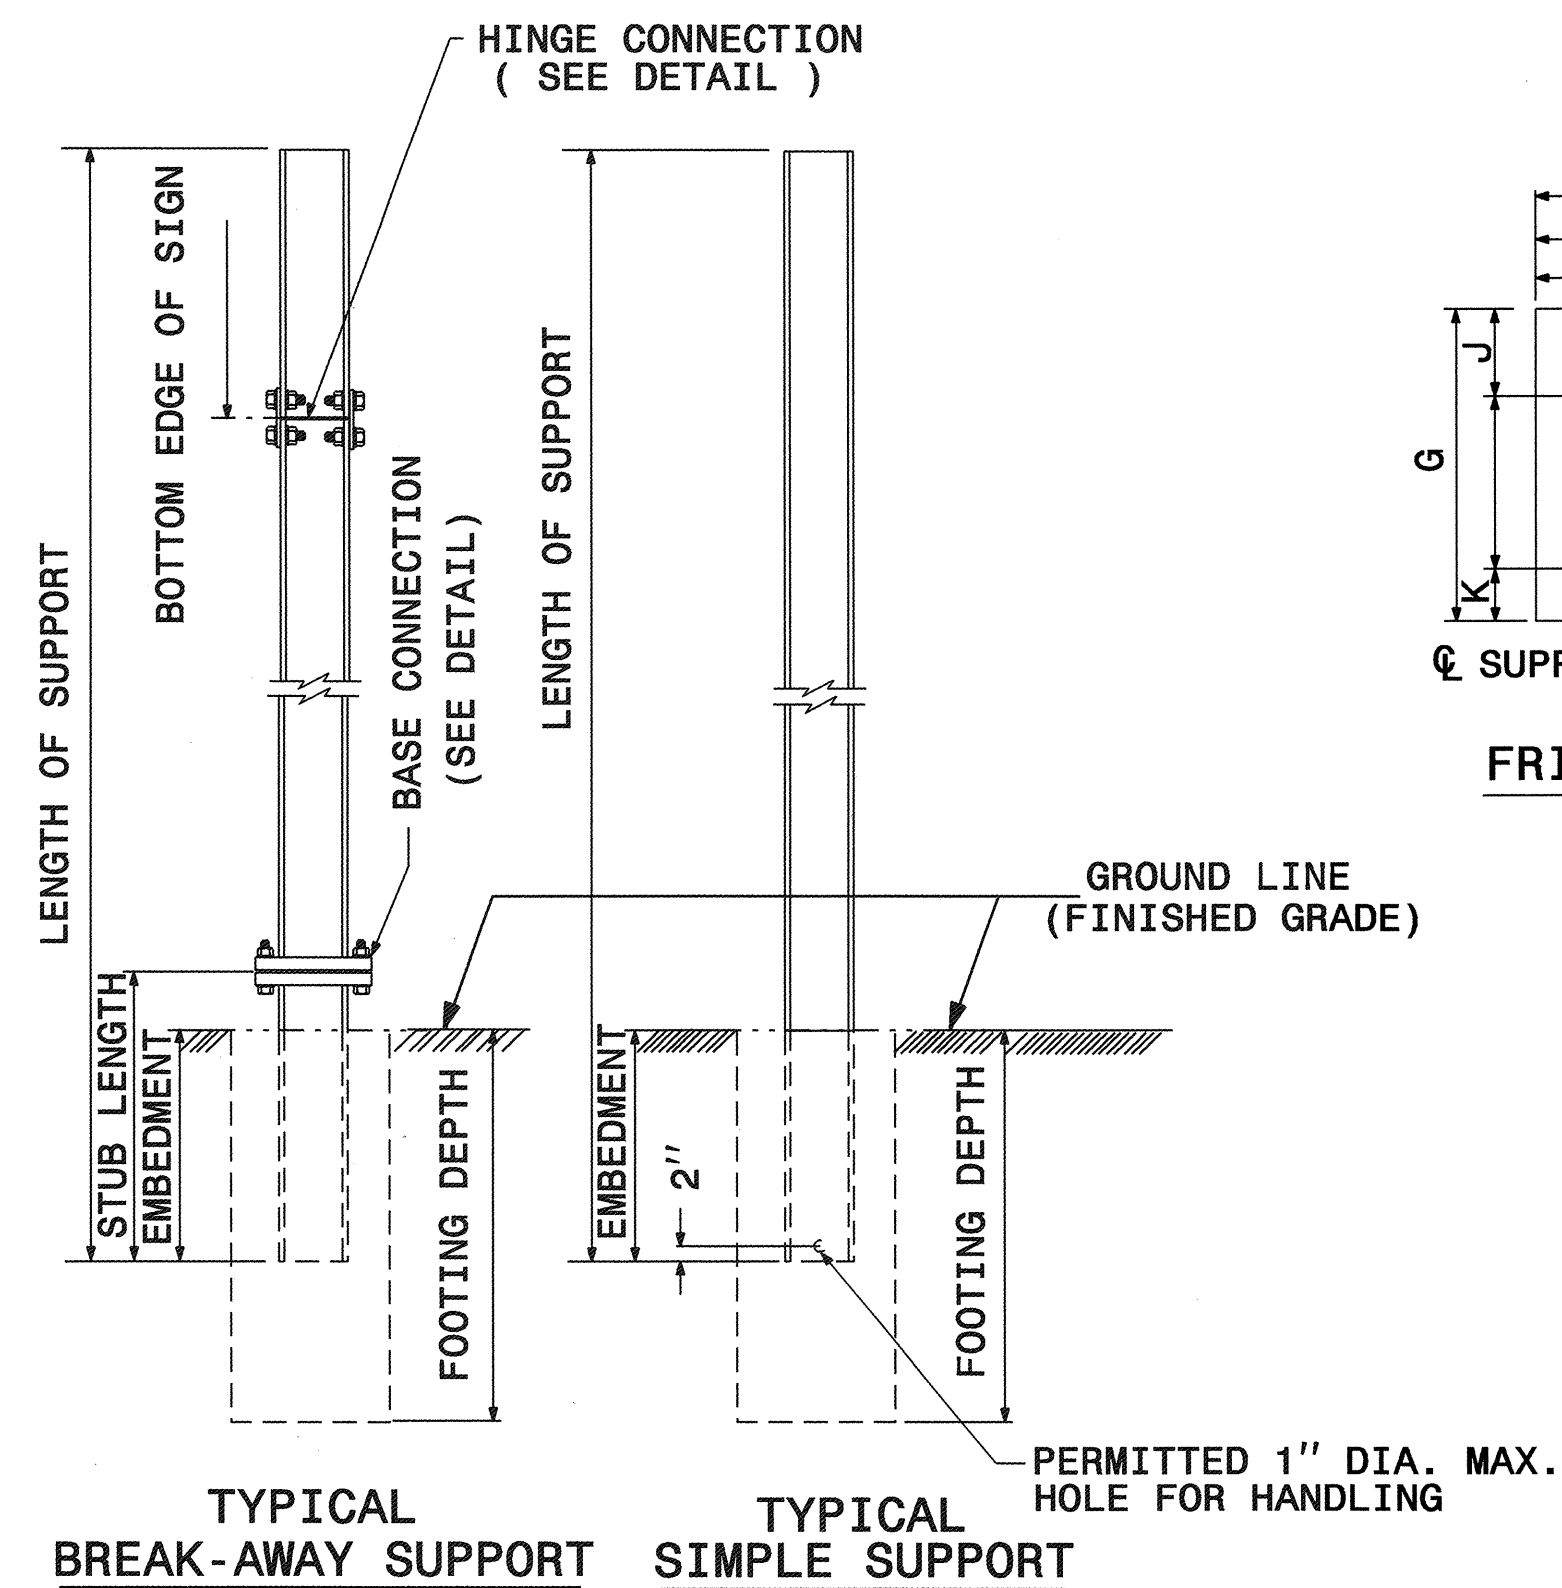 HINGE CONNECTION
( SEE DETAIL )
BOTTOM EDGE OF SIGN
LENGTH OF SUPPORT
BASE CONNECTION
(SEE DETAIL)
STUB LENGTH
EMBEDMENT
FOOTING DEPTH
TYPICAL
BREAK-AWAY SUPPORT
LENGTH OF SUPPORT
GROUND LINE
(FINISHED GRADE)
EMBEDMENT
2"
FOOTING DEPTH
PERMITTED 1" DIA. MAX.
HOLE FOR HANDLING
TYPICAL
SIMPLE SUPPORT
J
G
K
℄ SUPP
FRI